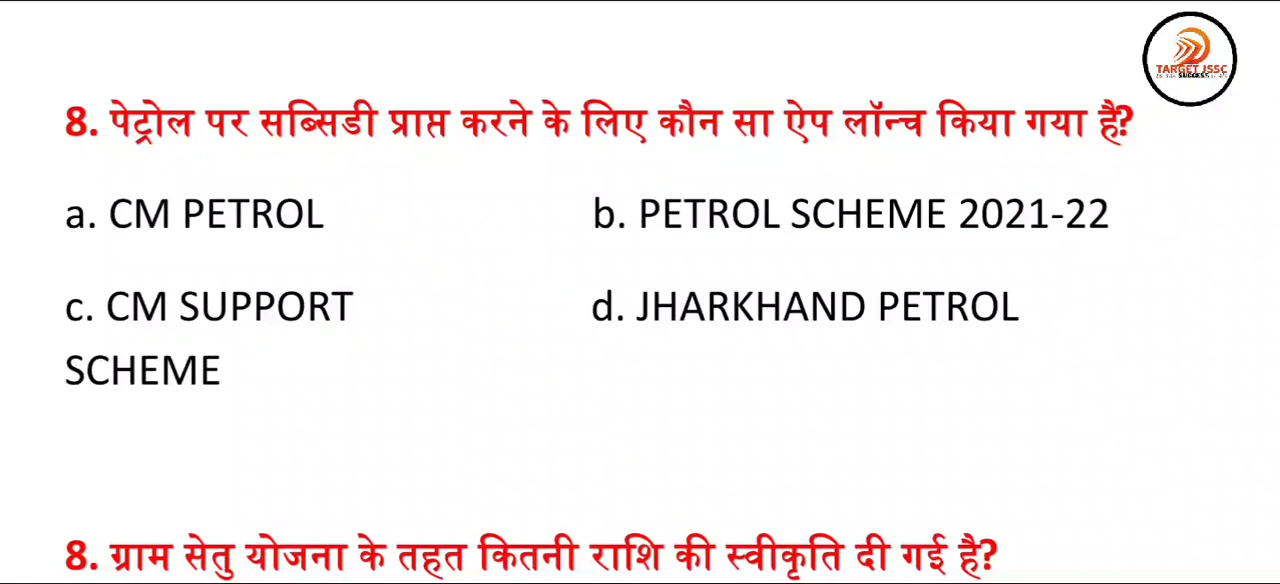 TARGET JSSC
SUCCESS
8. पेट्रोल पर सब्सिडी प्राप्त करने के लिए कौन सा ऐप लॉन्च किया गया है?
a. CM PETROL b. PETROL SCHEME 2021-22
c. CM SUPPORT d. JHARKHAND PETROL
SCHEME
8. ग्राम सेतु योजना के तहत कितनी राशि की स्वीकृति दी गई है?